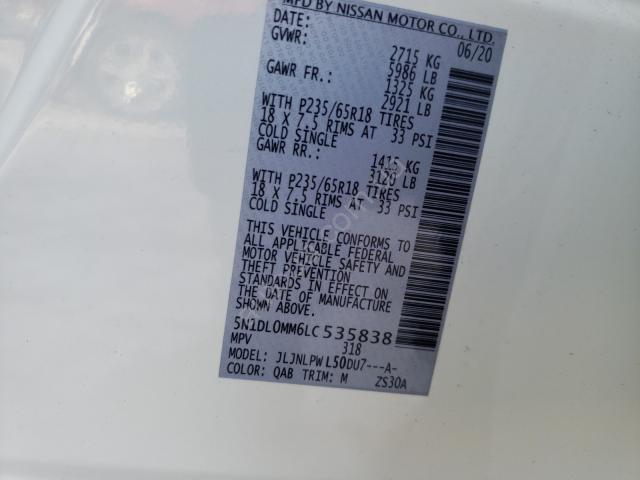 MFD BY NISSAN MOTOR CO., LTD.
DATE: 06/20
GVWR: 2715 KG
5986 LB
GAWR FR.: 1325 KG
2921 LB
WITH P235/65R18 TIRES
18 X 7.5 RIMS AT 33 PSI
COLD SINGLE
GAWR RR.: 1415 KG
3120 LB
WITH P235/65R18 TIRES
18 X 7.5 RIMS AT 33 PSI
COLD SINGLE
THIS VEHICLE CONFORMS TO
ALL APPLICABLE FEDERAL
MOTOR VEHICLE SAFETY AND
THEFT PREVENTION
STANDARDS IN EFFECT ON
THE DATE OF MANUFACTURE
SHOWN ABOVE.
5N1DL0MM6LC535838
MPV 318
MODEL: JLJNLPWL50DU7---A-
COLOR: QAB TRIM: M ZS30A